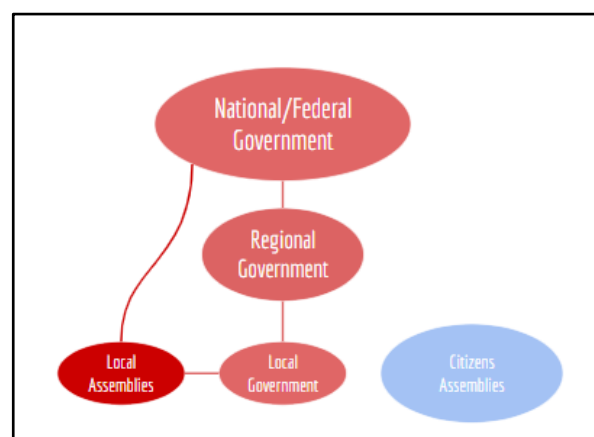 National/Federal
Government
Regional
Government
Local
Assemblies
Local
Government
Citizens
Assemblies